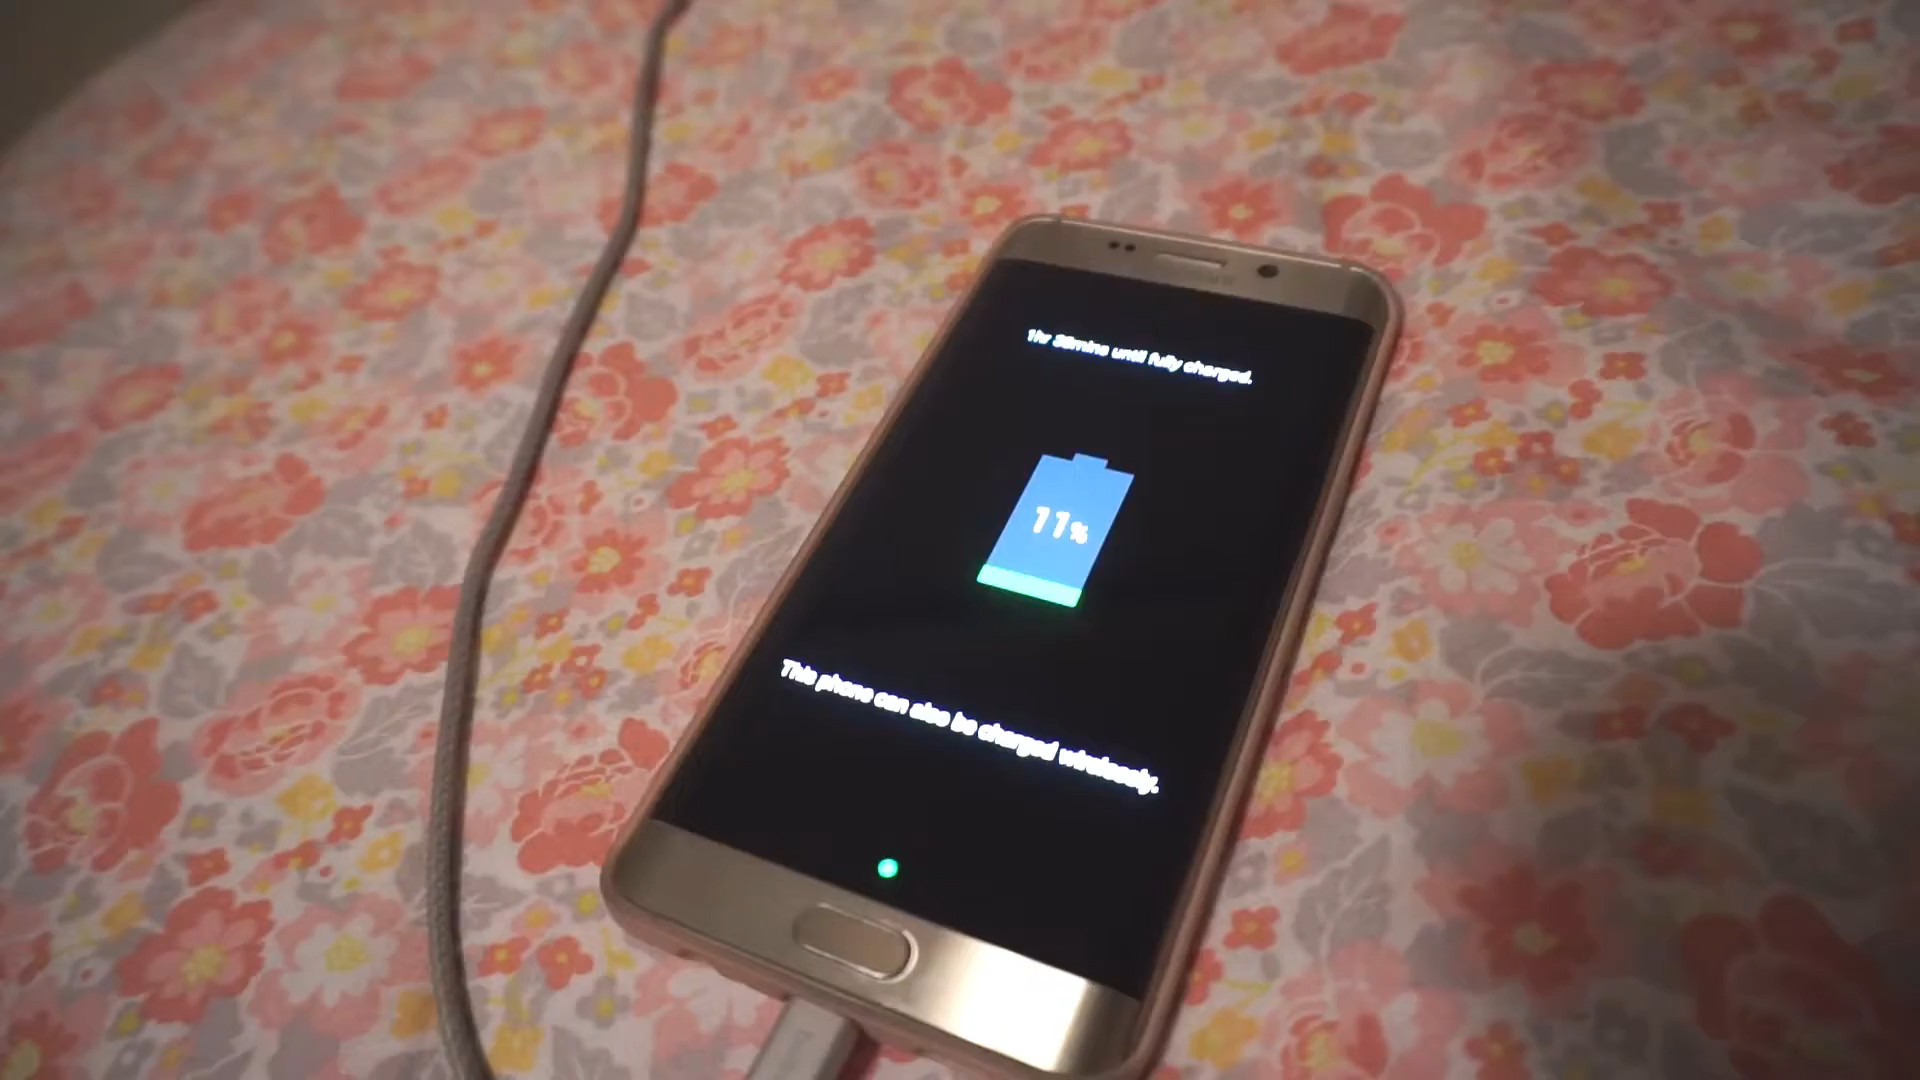 1hr 38mins until fully charged.
11%
This phone can also be charged wirelessly.